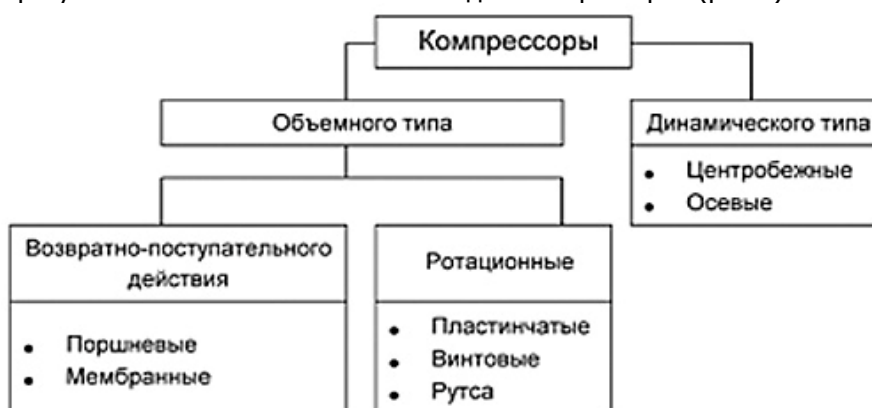 Компрессоры
Объемного типа
Динамического типа
• Центробежные
• Осевые
Возвратно-поступательного
действия
• Поршневые
• Мембранные
Ротационные
• Пластинчатые
• Винтовые
• Рутса